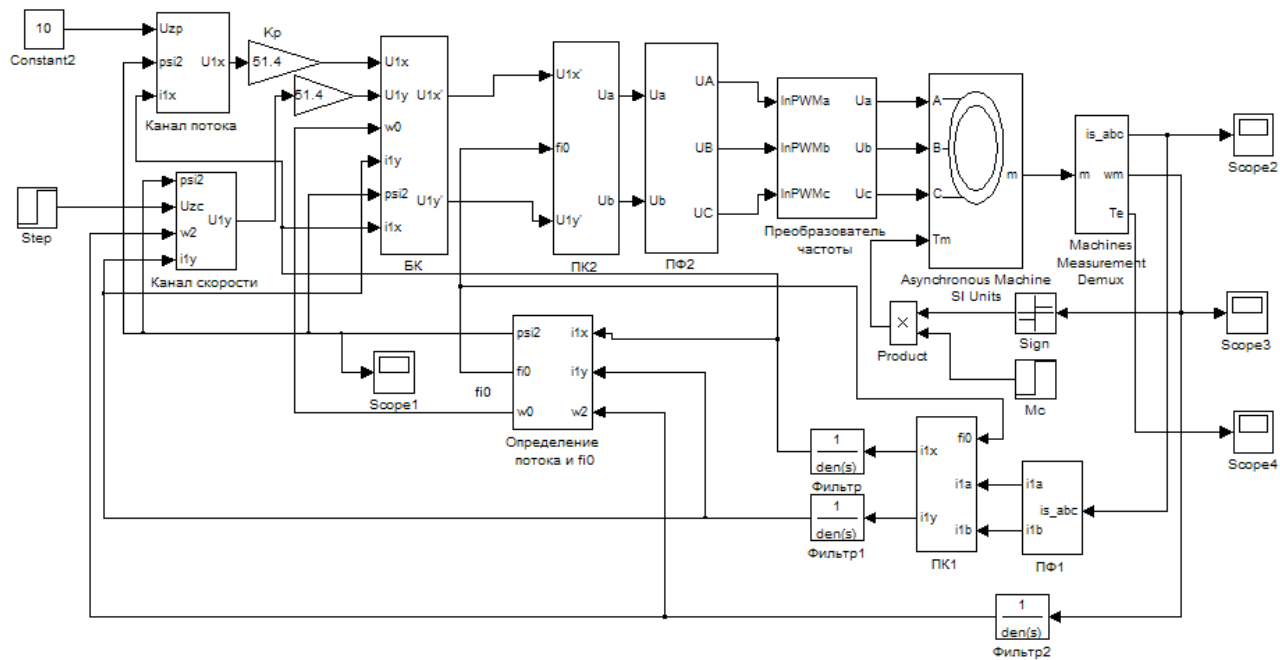 10
Constant2
Uzp
psi2
i1x
U1x
Канал потока
Kp
51.4
51.4
psi2
Uzc
w2
i1y
U1y
Канал скорости
Step
U1x
U1y
w0
i1y
psi2
i1x
U1x'
U1y'
БК
U1x'
fi0
U1y'
Ua
Ub
ПК2
Ua
Ub
UA
UB
UC
ПФ2
InPWMa
InPWMb
InPWMc
Ua
Ub
Uc
Преобразователь
частоты
A
B
C
Tm
m
Asynchronous Machine
SI Units
m
is_abc
wm
Te
Machines
Measurement
Demux
Scope2
Scope3
Scope4
Sign
Product
×
Mc
psi2
fi0
w0
i1x
i1y
w2
Определение
потока и fi0
fi0
Scope1
1
den(s)
Фильтр
1
den(s)
Фильтр1
fi0
i1a
i1b
i1x
i1y
ПК1
i1a
i1b
is_abc
ПФ1
1
den(s)
Фильтр2